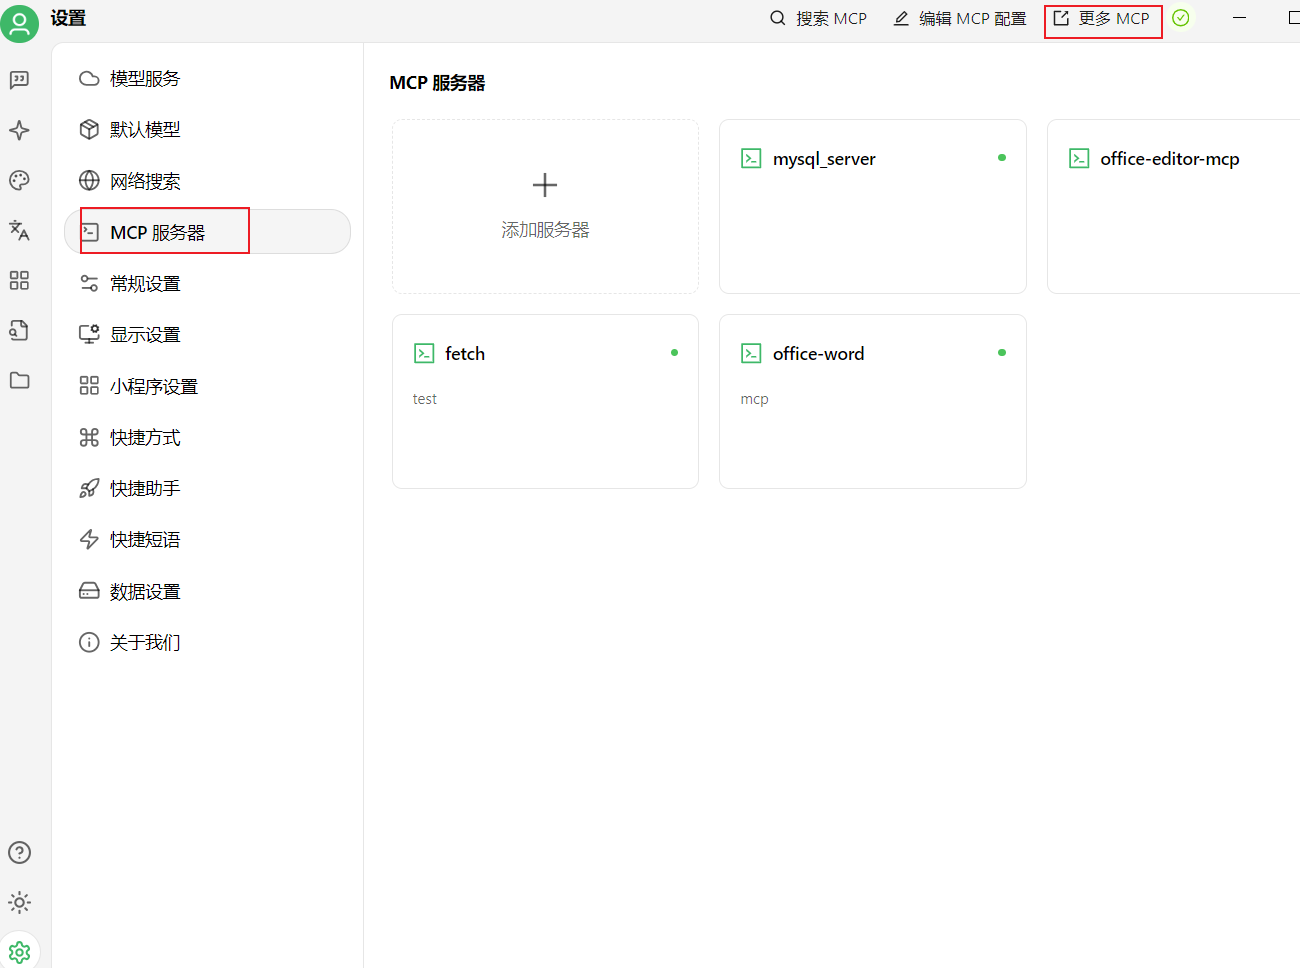 设置
搜索 MCP
编辑 MCP 配置
更多 MCP
模型服务
默认模型
网络搜索
MCP 服务器
常规设置
显示设置
小程序设置
快捷方式
快捷助手
快捷短语
数据设置
关于我们
MCP 服务器
添加服务器
mysql_server
office-editor-mcp
fetch
test
office-word
mcp